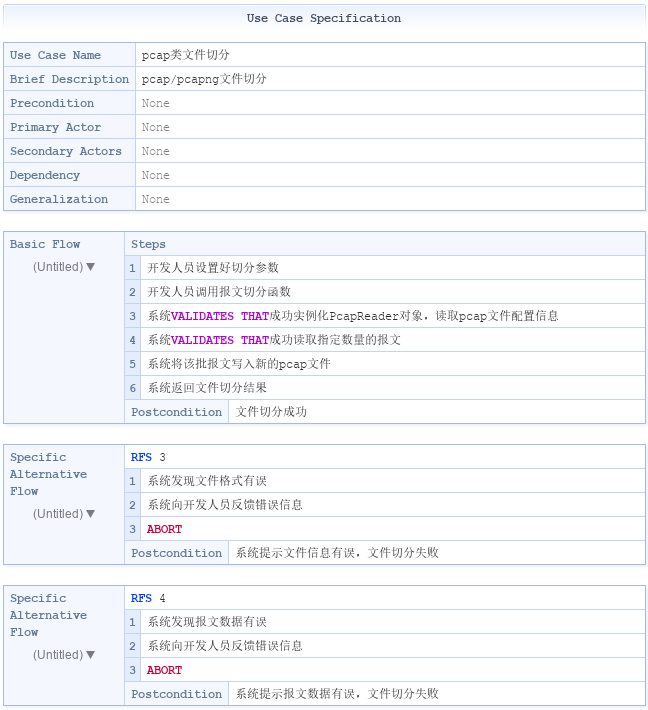 Use Case Specification
Use Case Name pcap类文件切分
Brief Description pcap/pcapng文件切分
Precondition None
Primary Actor None
Secondary Actors None
Dependency None
Generalization None
Basic Flow Steps
(Untitled) ▼
1 开发人员设置好切分参数
2 开发人员调用报文切分函数
3 系统VALIDATES THAT成功实例化PcapReader对象，读取pcap文件配置信息
4 系统VALIDATES THAT成功读取指定数量的报文
5 系统将该批报文写入新的pcap文件
6 系统返回文件切分结果
Postcondition 文件切分成功
Specific
Alternative
Flow
(Untitled) ▼
RFS 3
1 系统发现文件格式有误
2 系统向开发人员反馈错误信息
3 ABORT
Postcondition 系统提示文件信息有误，文件切分失败
Specific
Alternative
Flow
(Untitled) ▼
RFS 4
1 系统发现报文数据有误
2 系统向开发人员反馈错误信息
3 ABORT
Postcondition 系统提示报文数据有误，文件切分失败